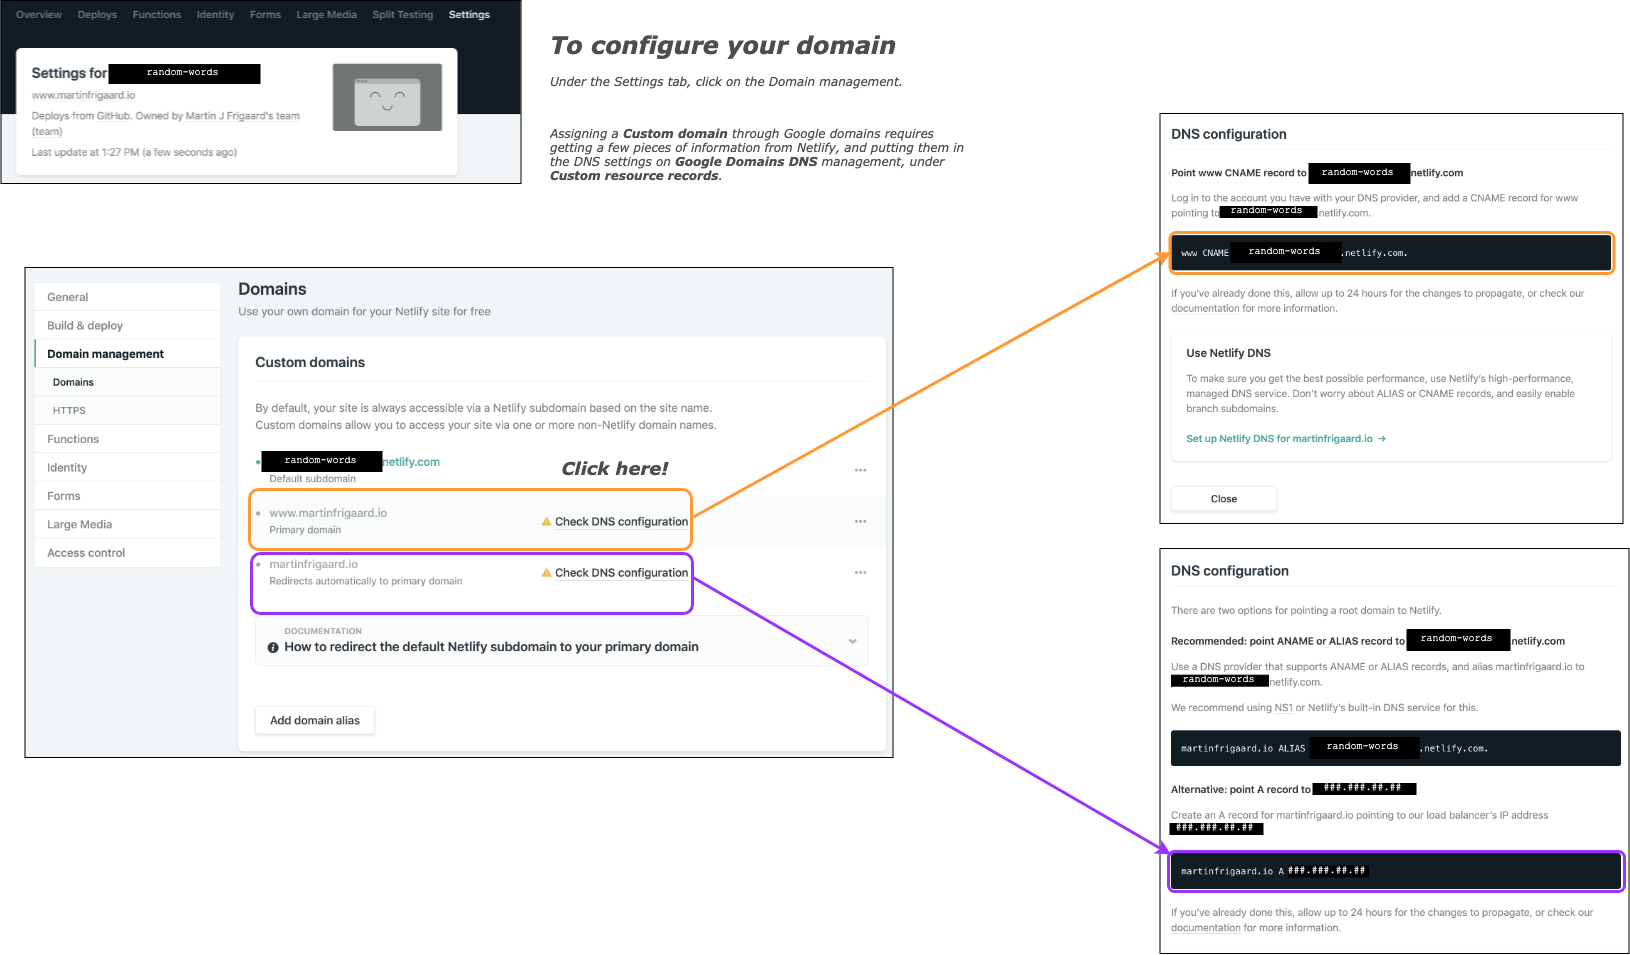 Overview Deploys Functions Identity Forms Large Media Split Testing Settings
Settings for random-words
www.martinfrigaard.io
Deploys from GitHub. Owned by Martin J Frigaard's team
(team)
Last update at 1:27 PM (a few seconds ago)
To configure your domain
Under the Settings tab, click on the Domain management.
Assigning a Custom domain through Google domains requires
getting a few pieces of information from Netlify, and putting them in
the DNS settings on Google Domains DNS management, under
Custom resource records.
General
Build & deploy
Domain management
Domains
HTTPS
Functions
Identity
Forms
Large Media
Access control
Domains
Use your own domain for your Netlify site for free
Custom domains
By default, your site is always accessible via a Netlify subdomain based on the site name.
Custom domains allow you to access your site via one or more non-Netlify domain names.
random-words netlify.com
Default subdomain
Click here!
www.martinfrigaard.io
Primary domain
Check DNS configuration
martinfrigaard.io
Redirects automatically to primary domain
Check DNS configuration
DOCUMENTATION
How to redirect the default Netlify subdomain to your primary domain
Add domain alias
DNS configuration
Point www CNAME record to random-words netlify.com
Log in to the account you have with your DNS provider, and add a CNAME record for www
pointing to random-words netlify.com.
www CNAME random-words .netlify.com.
If you've already done this, allow up to 24 hours for the changes to propagate, or check our
documentation for more information.
Use Netlify DNS
To make sure you get the best possible performance, use Netlify's high-performance,
managed DNS service. Don't worry about ALIAS or CNAME records, and easily enable
branch subdomains.
Set up Netlify DNS for martinfrigaard.io →
Close
DNS configuration
There are two options for pointing a root domain to Netlify.
Recommended: point ANAME or ALIAS record to random-words netlify.com
Use a DNS provider that supports ANAME or ALIAS records, and alias martinfrigaard.io to
random-words netlify.com.
We recommend using NS1 or Netlify's built-in DNS service for this.
martinfrigaard.io ALIAS random-words .netlify.com.
Alternative: point A record to ###.###.##.##
Create an A record for martinfrigaard.io pointing to our load balancer's IP address
###.###.##.##
martinfrigaard.io A ###.###.##.##
If you've already done this, allow up to 24 hours for the changes to propagate, or check our
documentation for more information.